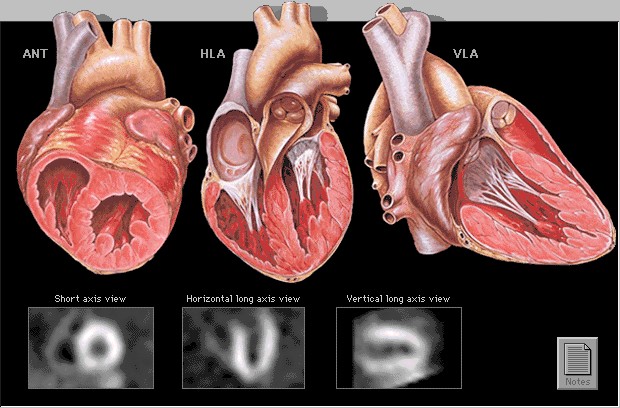 ANT
HLA
VLA
Short axis view
Horizontal long axis view
Vertical long axis view
Notes